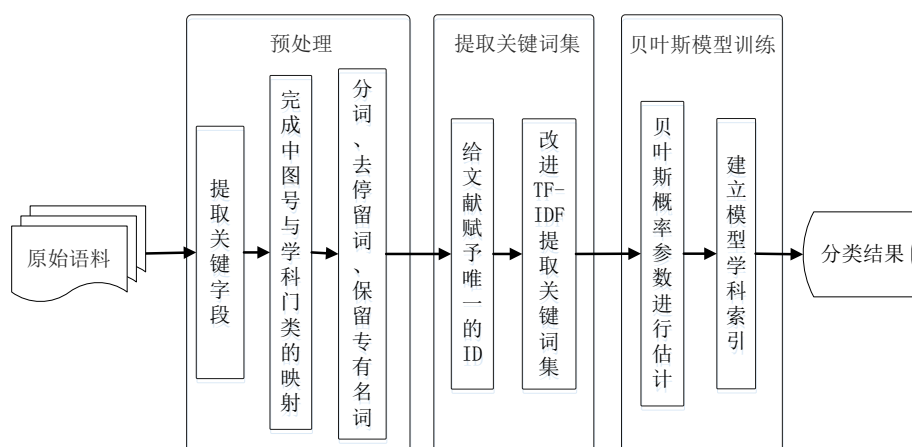 预处理
提取关键词集
贝叶斯模型训练
原始语料
提取关键字段
完成中图号与学科门类的映射
分词、去停留词、保留专有名词
给文献赋予唯一的ID
改进TF-IDF提取关键词集
贝叶斯概率参数进行估计
建立模型学科索引
分类结果